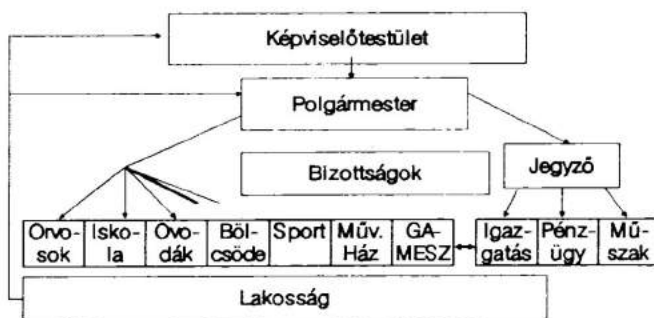 Képviselőtestület
Polgármester
Bizottságok
Jegyző
Orvo-
sok
Isko-
la
Ovo-
dák
Böl-
csöde
Sport
Műv.
Ház
GA-
MESZ
Igaz-
gatás
Pénz-
ügy
Mű-
szak
Lakosság